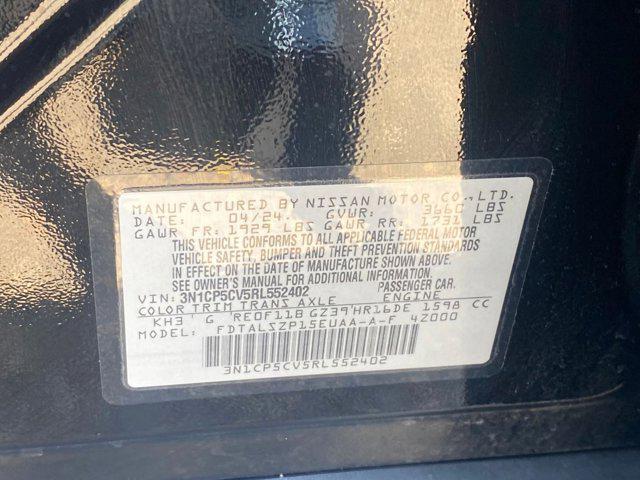 MANUFACTURED BY NISSAN MOTOR CO., LTD.
DATE: 04/24. GVWR: 3660 LBS
GAWR FR: 1929 LBS GAWR RR: 1731 LBS
THIS VEHICLE CONFORMS TO ALL APPLICABLE FEDERAL MOTOR
VEHICLE SAFETY, BUMPER AND THEFT PREVENTION STANDARDS
IN EFFECT ON THE DATE OF MANUFACTURE SHOWN ABOVE.
SEE OWNER'S MANUAL FOR ADDITIONAL INFORMATION.
VIN: 3N1CP5CV5RL552402 PASSENGER CAR.
COLOR TRIM TRANS AXLE ENGINE
KH3 G RE0F11B GZ39 HR16DE 1598 CC
MODEL: FDTALSZP15EUAA-A-F 4Z000
3N1CP5CV5RL552402